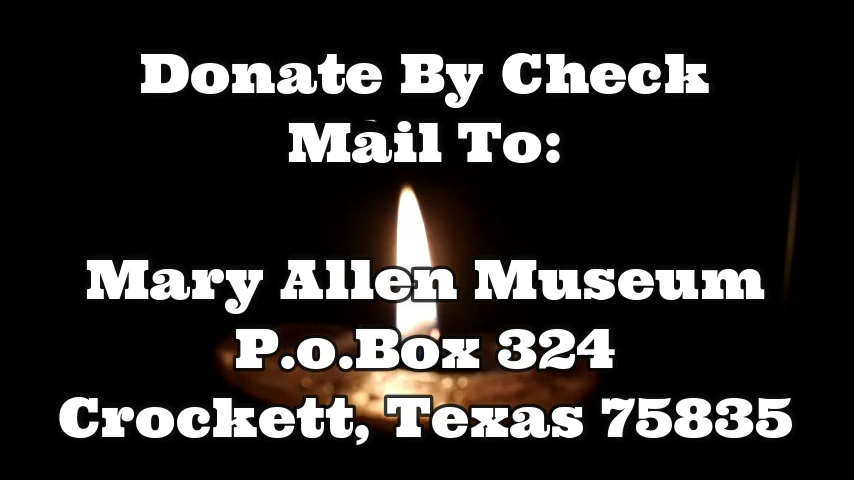 Donate By Check
Mail To:
Mary Allen Museum
P.o.Box 324
Crockett, Texas 75835